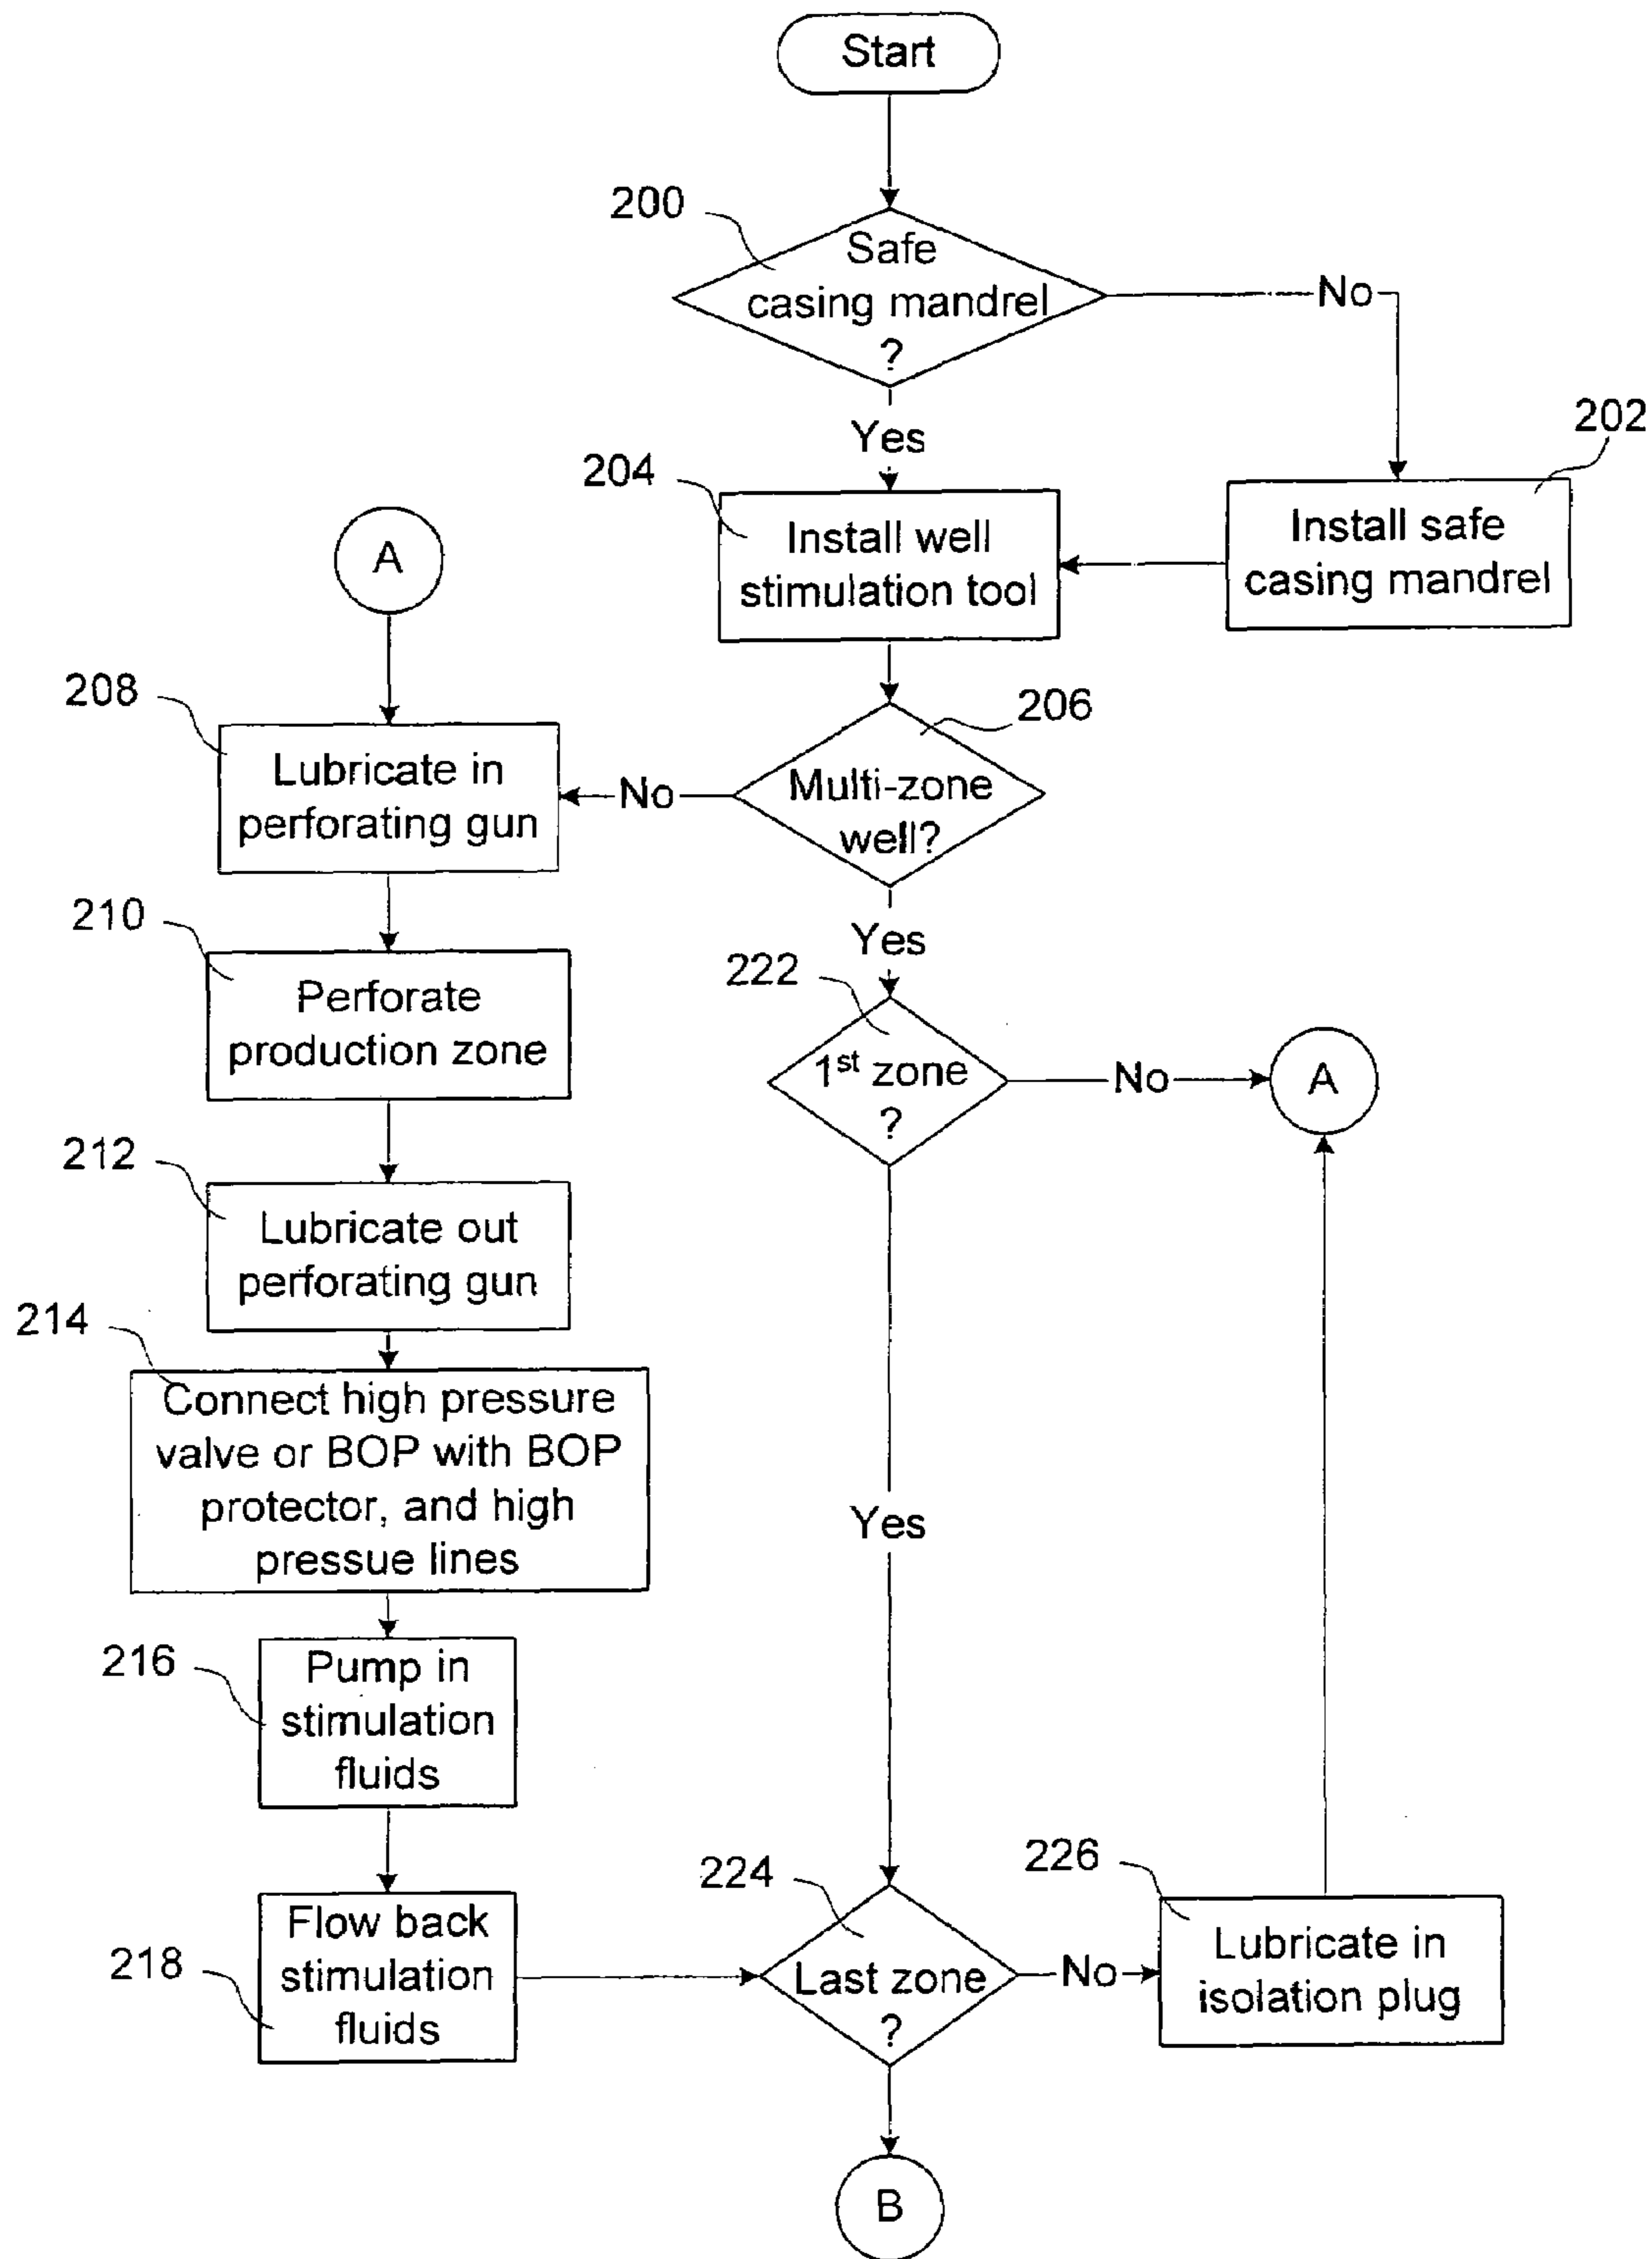 Start
200
Safe
casing mandrel
?
No
Yes
202
204
Install well
stimulation tool
Install safe
casing mandrel
A
208
206
Lubricate in
perforating gun
No
Multi-zone
well?
210
Yes
222
Perforate
production zone
1st zone
?
No
A
212
Lubricate out
perforating gun
214
Connect high pressure
valve or BOP with BOP
protector, and high
pressue lines
Yes
216
Pump in
stimulation
fluids
224
226
218
Flow back
stimulation
fluids
Last zone
?
No
Lubricate in
isolation plug
B